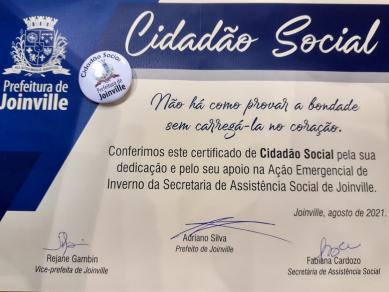 Cidadão Social
Prefeitura de
Joinville
Cidadão Social
Prefeitura de
Joinville
Não há como provar a bondade
sem carregá-la no coração.
Conferimos este certificado de Cidadão Social pela sua
dedicação e pelo seu apoio na Ação Emergencial de
Inverno da Secretaria de Assistência Social de Joinville.
Joinville, agosto de 2021.
Rejane Gambin
Vice-prefeita de Joinville
Adriano Silva
Prefeito de Joinville
Fabiana Cardozo
Secretária de Assistência Social